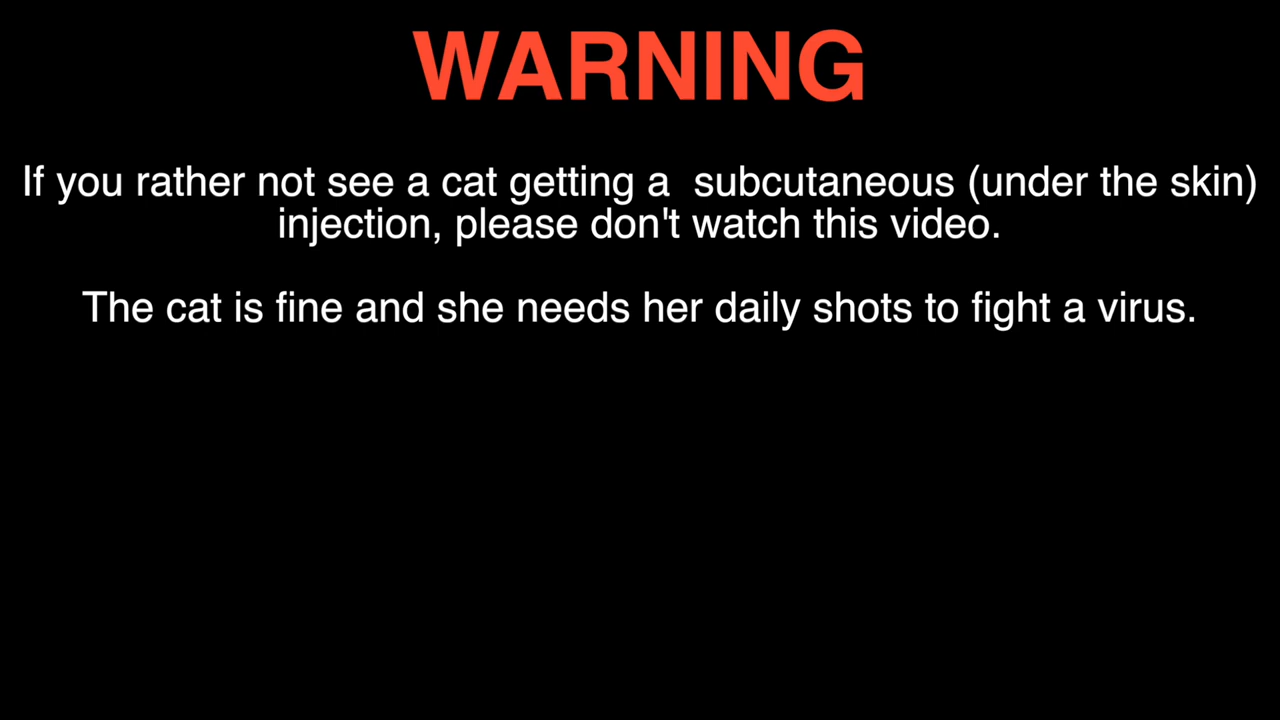 WARNING
If you rather not see a cat getting a  subcutaneous (under the skin)
injection, please don't watch this video.
The cat is fine and she needs her daily shots to fight a virus.